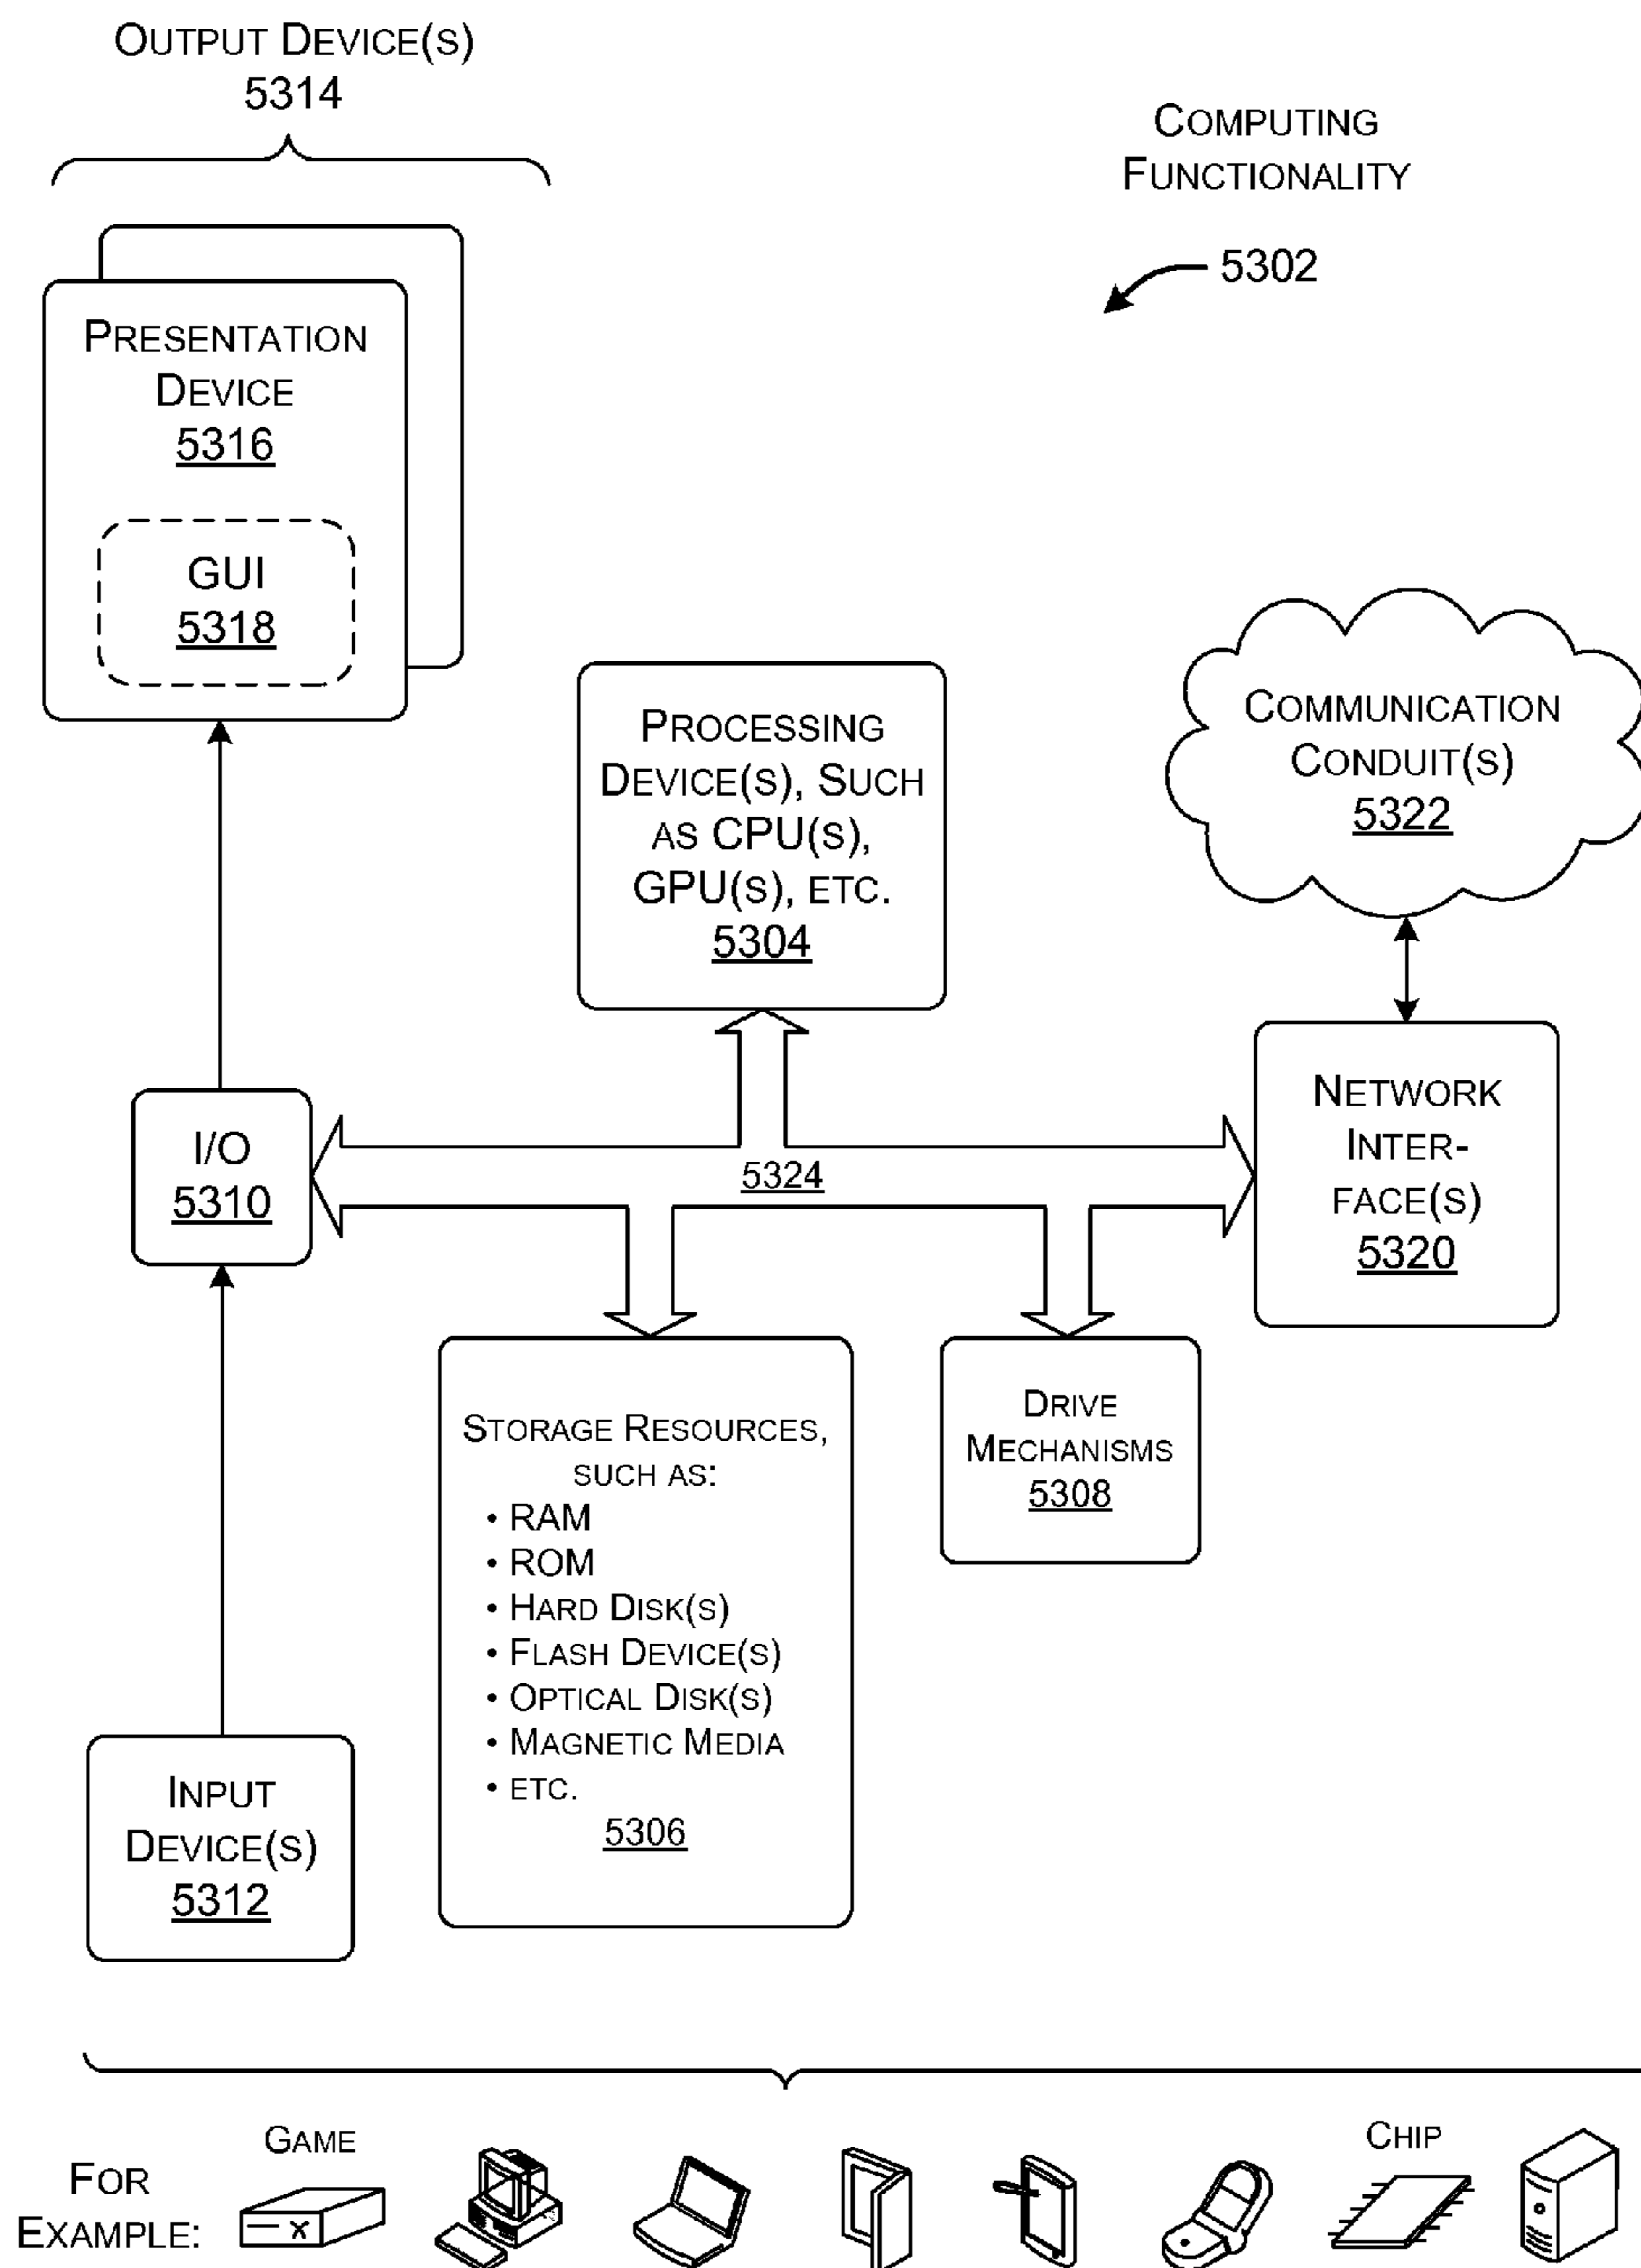 OUTPUT DEVICE(S)
5314
COMPUTING
FUNCTIONALITY
5302
PRESENTATION
DEVICE
5316
GUI
5318
PROCESSING
DEVICE(S), SUCH
AS CPU(S),
GPU(S), ETC.
5304
COMMUNICATION
CONDUIT(S)
5322
I/O
5310
5324
NETWORK
INTER-
FACE(S)
5320
STORAGE RESOURCES,
SUCH AS:
• RAM
• ROM
• HARD DISK(S)
• FLASH DEVICE(S)
• OPTICAL DISK(S)
• MAGNETIC MEDIA
• ETC.
5306
DRIVE
MECHANISMS
5308
INPUT
DEVICE(S)
5312
FOR
EXAMPLE:
GAME
CHIP